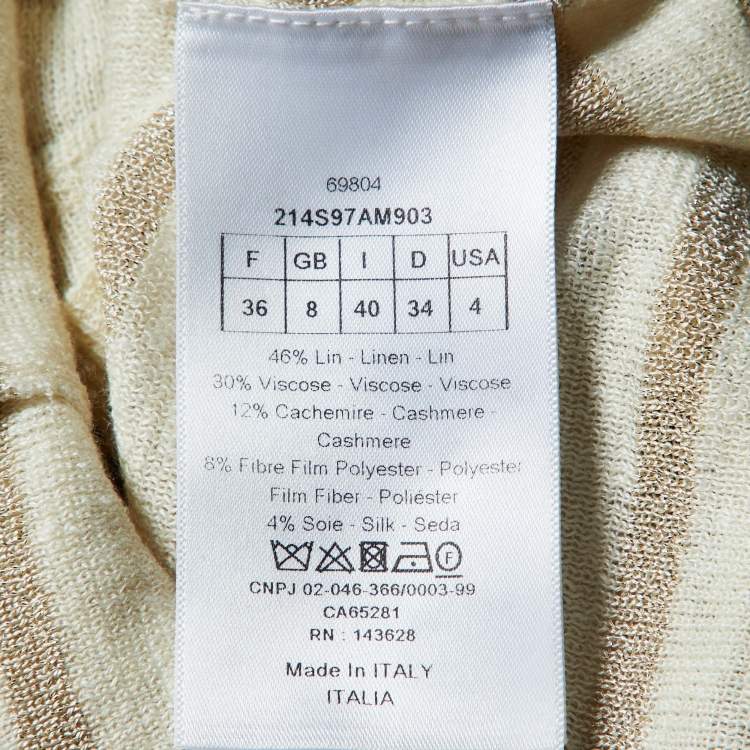 69804
214S97AM903
F GB I D USA
36 8 40 34 4
46% Lin - Linen - Lin
30% Viscose - Viscose - Viscose
12% Cachemire - Cashmere -
Cashmere
8% Fibre Film Polyester - Polyester
Film Fiber - Poliéster
4% Soie - Silk - Seda
F
CNPJ 02-046-366/0003-99
CA65281
RN : 143628
Made In ITALY
ITALIA